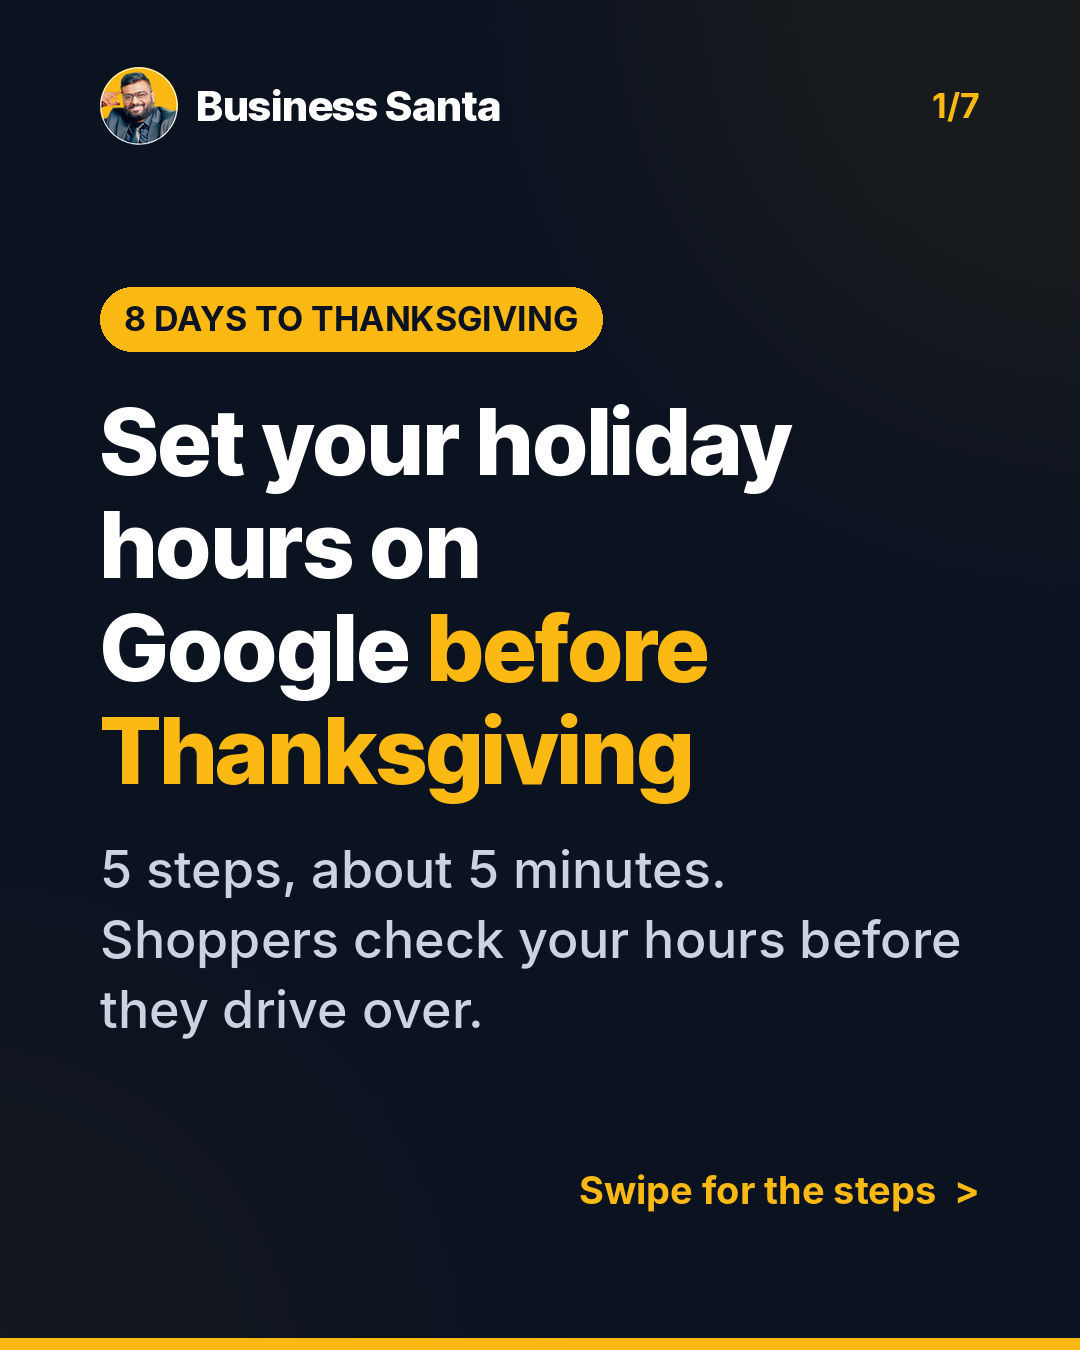 Business Santa
1/7
8 DAYS TO THANKSGIVING
Set your holiday
hours on
Google before
Thanksgiving
5 steps, about 5 minutes.
Shoppers check your hours before
they drive over.
Swipe for the steps >